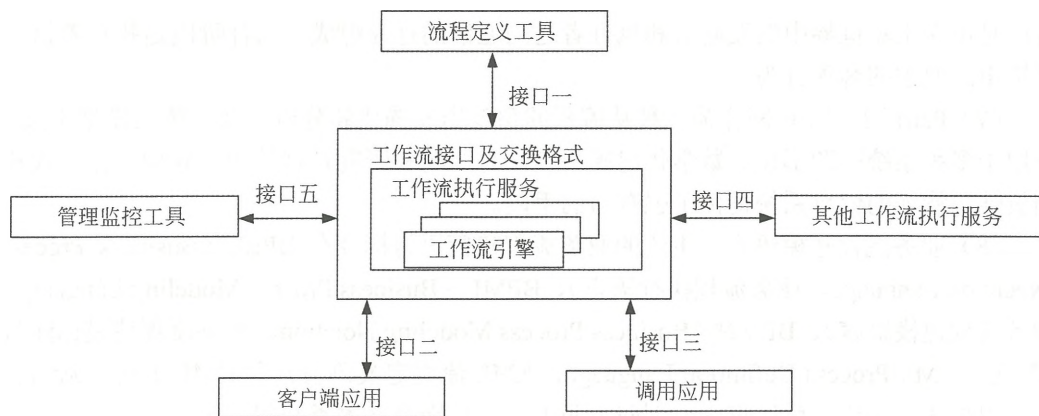 流程定义工具
接口一
工作流接口及交换格式
工作流执行服务
工作流引擎
管理监控工具
接口五
接口四
其他工作流执行服务
接口二
接口三
客户端应用
调用应用